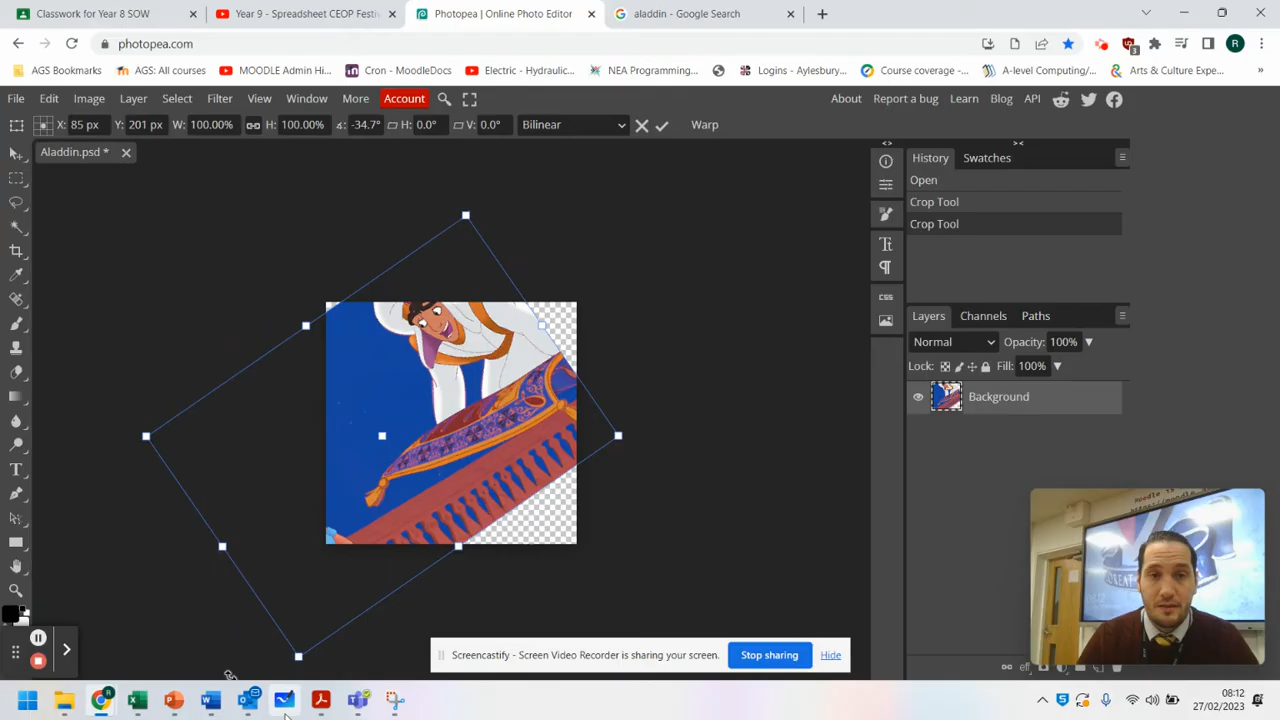 Classwork for Year 8 SOW
Year 9 - Spreadsheet CEOP Festi
Photopea | Online Photo Editor
aladdin - Google Search
photopea.com
3
R
AGS Bookmarks
AGS: All courses
MOODLE Admin Hi...
Cron - MoodleDocs
Electric - Hydraulic...
NEA Programming...
Logins - Aylesbury...
Course coverage -...
A-level Computing/...
Arts & Culture Expe...
File Edit Image Layer Select Filter View Window More Account
About Report a bug Learn Blog API
X: 85 px Y: 201 px W: 100.00% H: 100.00% -34.7° H: 0.0° V: 0.0° Bilinear Warp
Aladdin.psd *
History Swatches
Open
Crop Tool
Crop Tool
CSS
Layers Channels Paths
Normal Opacity: 100%
Lock: Fill: 100%
Background
eff
GREAT
Screencastify - Screen Video Recorder is sharing your screen.
Stop sharing
Hide
08:12
27/02/2023